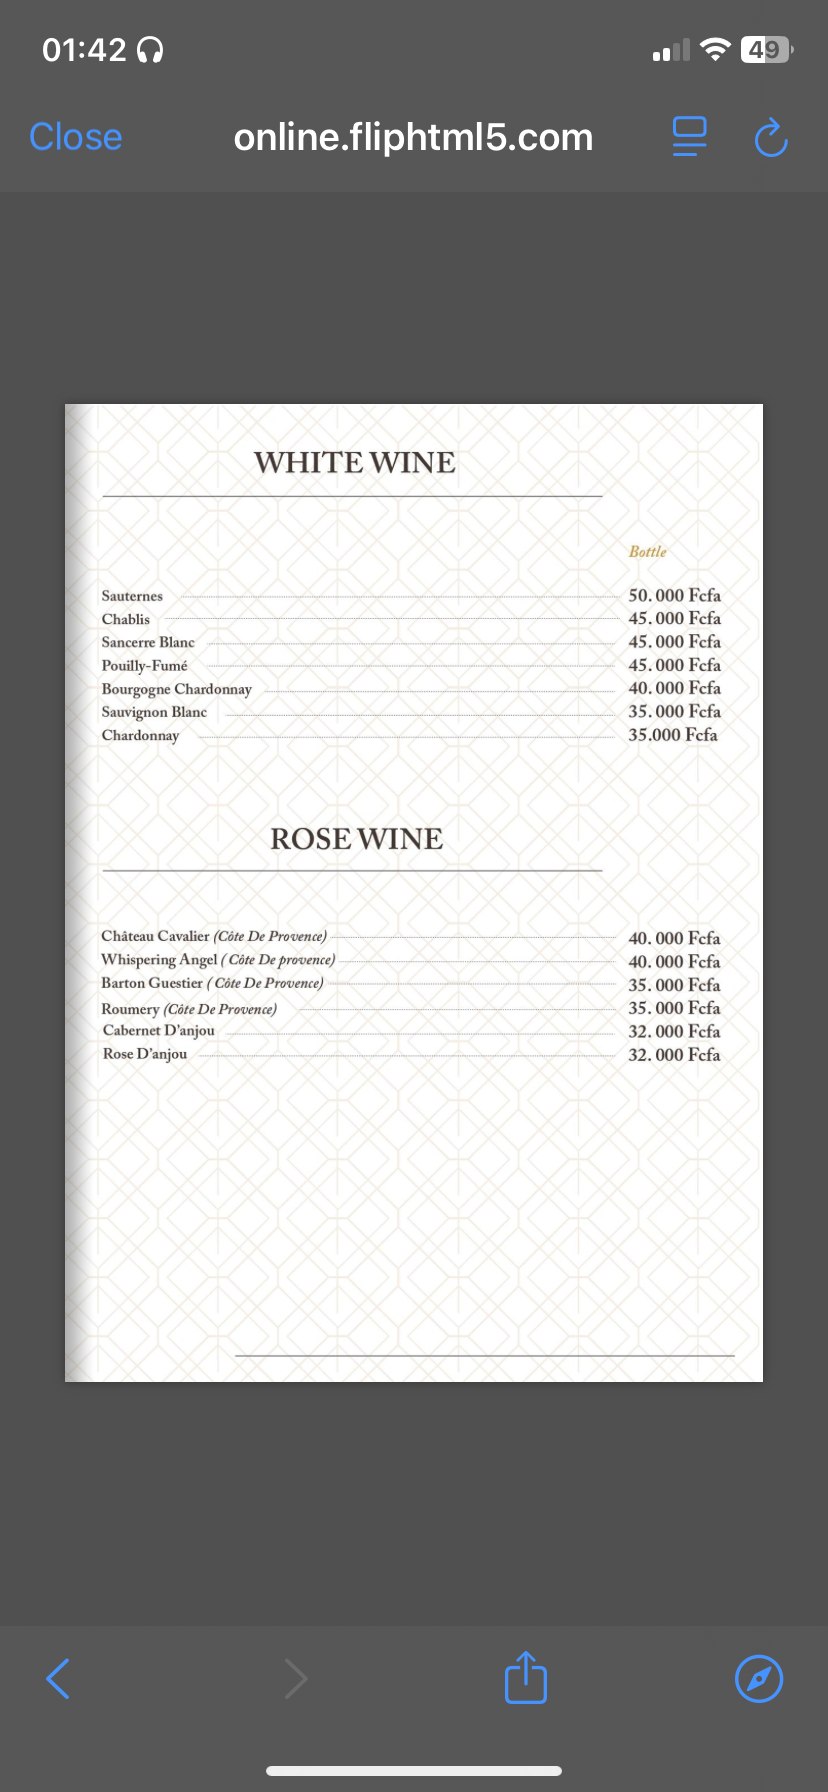 01:42
49
Close
online.fliphtml5.com
WHITE WINE
Bottle
Sauternes 50.000 Fcfa
Chablis 45.000 Fcfa
Sancerre Blanc 45.000 Fcfa
Pouilly-Fumé 45.000 Fcfa
Bourgogne Chardonnay 40.000 Fcfa
Sauvignon Blanc 35.000 Fcfa
Chardonnay 35.000 Fcfa
ROSE WINE
Château Cavalier (Côte De Provence) 40.000 Fcfa
Whispering Angel ( Côte De provence) 40.000 Fcfa
Barton Guestier ( Côte De Provence) 35.000 Fcfa
Roumery (Côte De Provence) 35.000 Fcfa
Cabernet D'anjou 32.000 Fcfa
Rose D'anjou 32.000 Fcfa